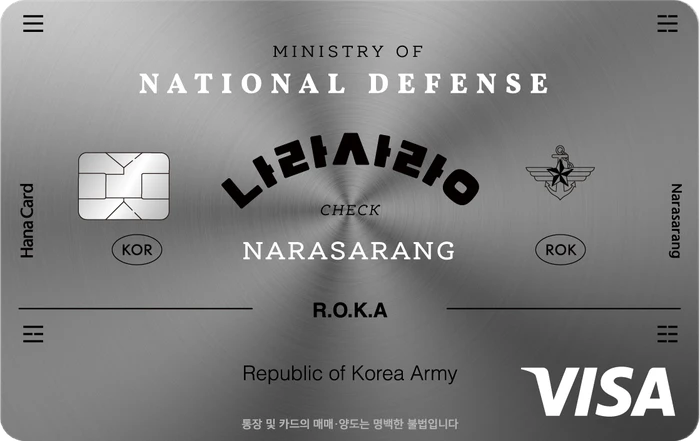 MINISTRY OF
NATIONAL DEFENSE
나라사랑
CHECK
NARASARANG
Hana Card
Narasarang
KOR
ROK
R.O.K.A
Republic of Korea Army
VISA
통장 및 카드의 매매·양도는 명백한 불법입니다